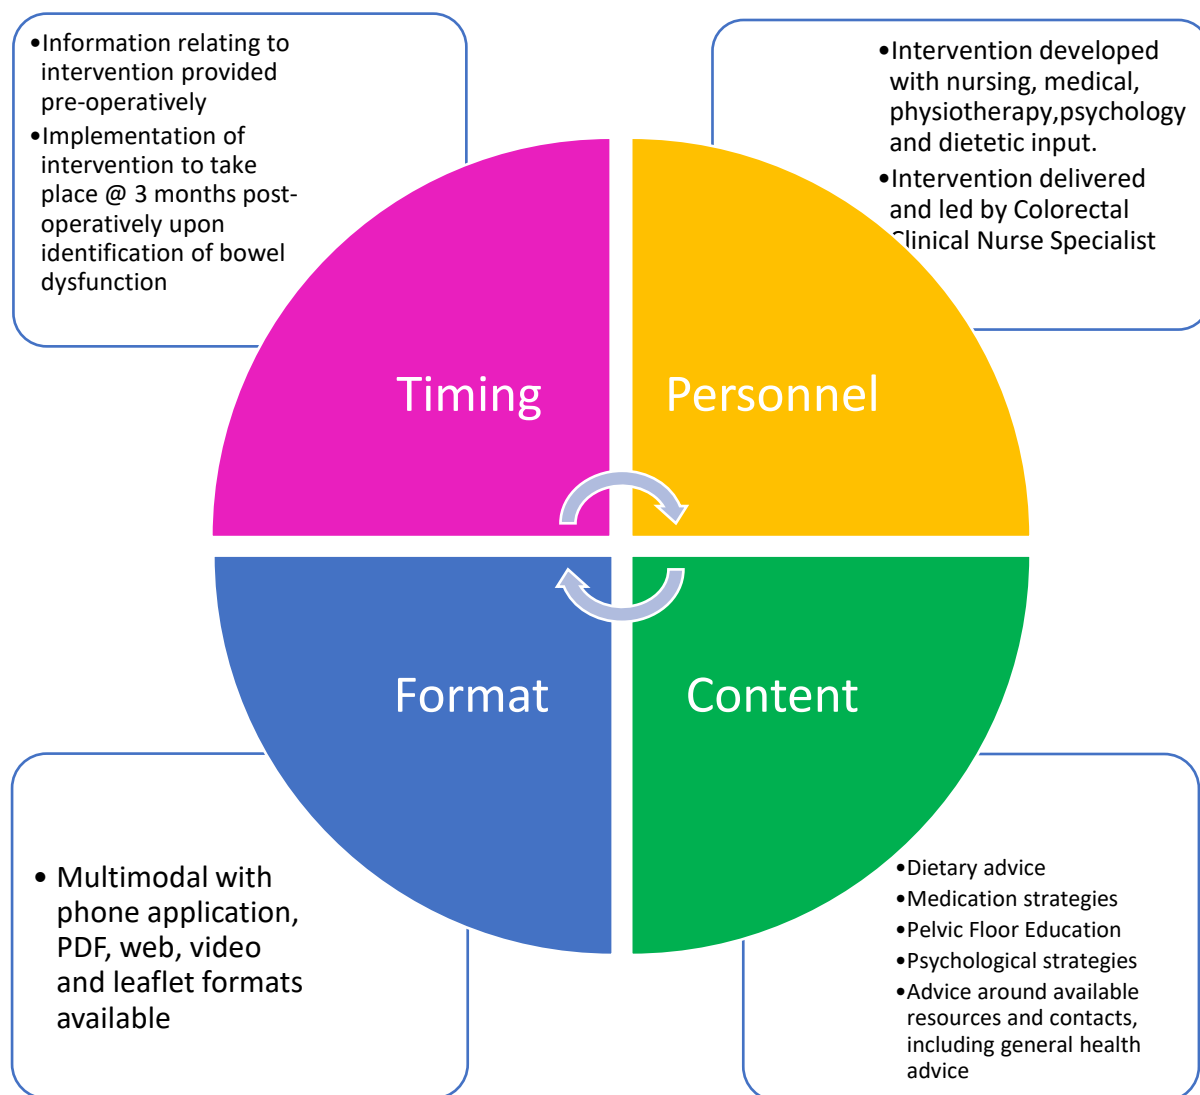 •Information relating to
intervention provided
pre-operatively
•Implementation of
intervention to take
place @ 3 months post-
operatively upon
identification of bowel
dysfunction
•Intervention developed
with nursing, medical,
physiotherapy,psychology
and dietetic input.
•Intervention delivered
and led by Colorectal
Clinical Nurse Specialist
Timing
Personnel
Format
Content
• Multimodal with
phone application,
PDF, web, video
and leaflet formats
available
•Dietary advice
•Medication strategies
•Pelvic Floor Education
•Psychological strategies
•Advice around available
resources and contacts,
including general health
advice